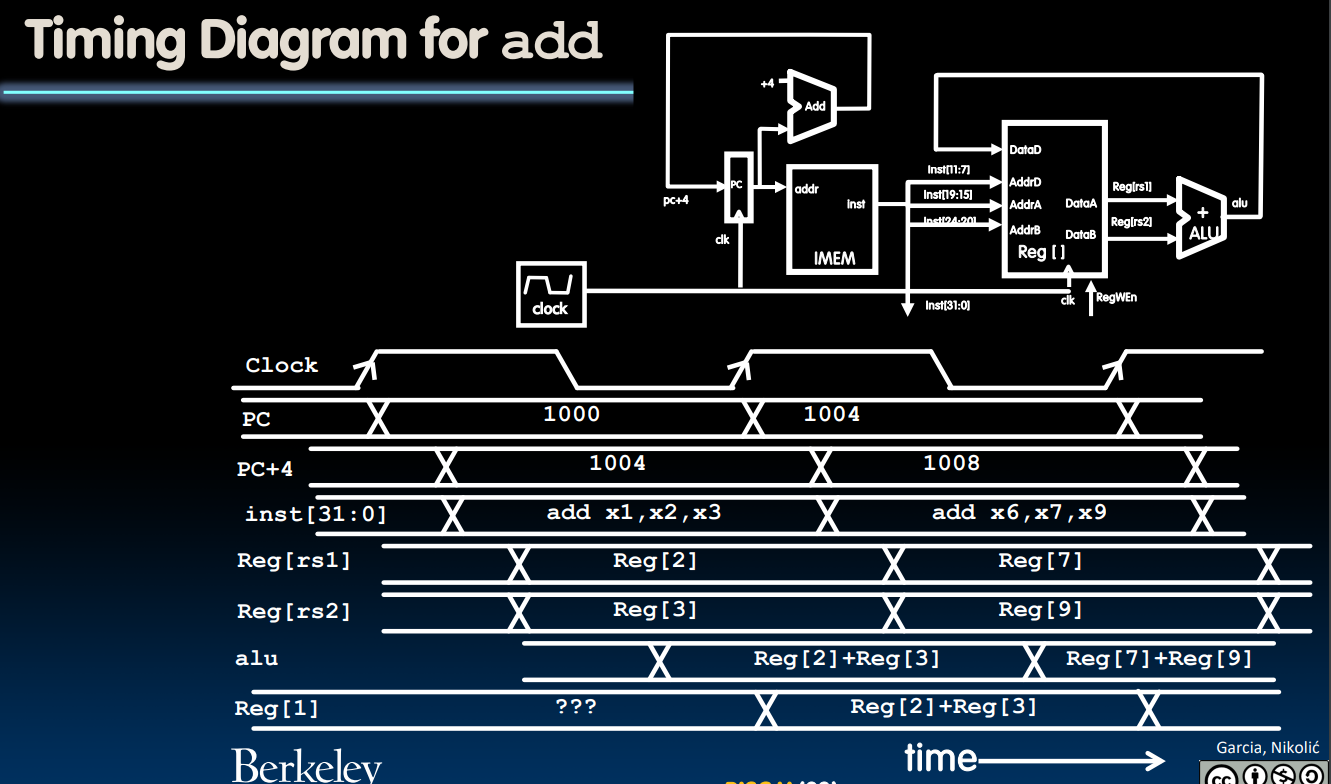 Timing Diagram for add
+4
Add
DataD
Inst[11:7]
PC
addr
AddrD
Reg[rs1]
Inst[19:15]
pc+4
Inst
AddrA
DataA
alu
+
Inst[24:20]
Reg[rs2]
clk
AddrB
DataB
ALU
Reg []
IMEM
clock
Inst[31:0]
clk
RegWEn
Clock
PC 1000 1004
PC+4 1004 1008
inst[31:0] add x1,x2,x3 add x6,x7,x9
Reg[rs1] Reg[2] Reg[7]
Reg[rs2] Reg[3] Reg[9]
alu Reg[2]+Reg[3] Reg[7]+Reg[9]
Reg[1] ??? Reg[2]+Reg[3]
time
Garcia, Nikolić
Berkeley
cc